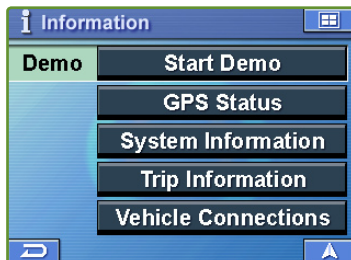 i Information
Demo Start Demo
GPS Status
System Information
Trip Information
Vehicle Connections